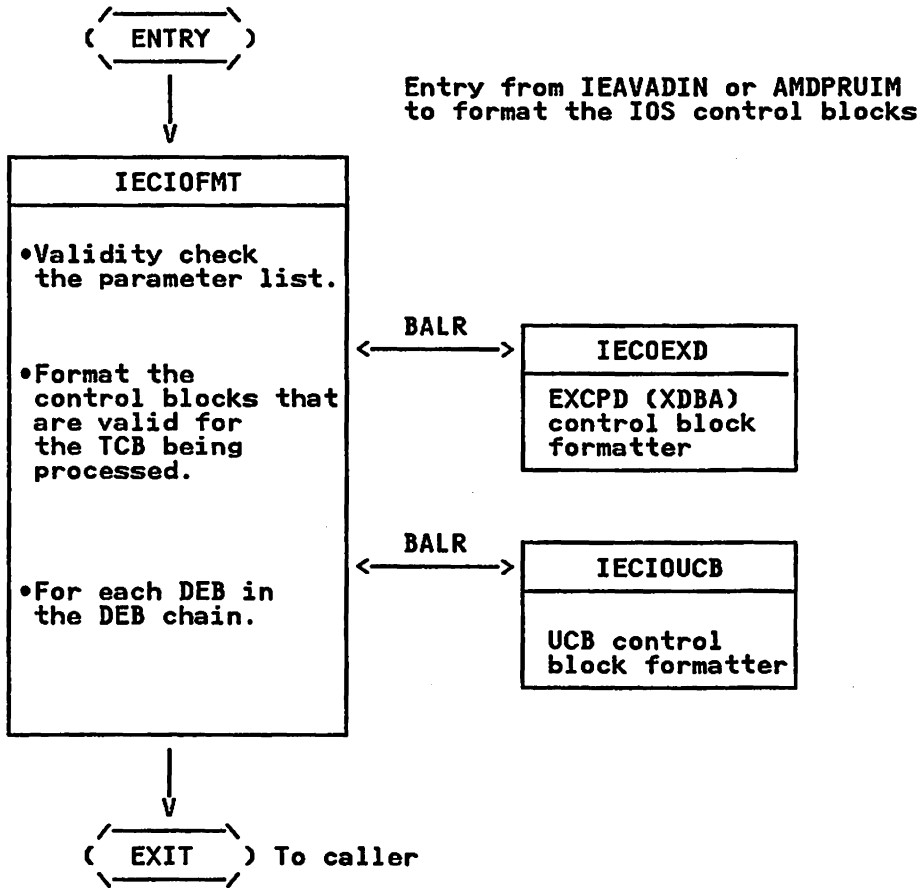 ENTRY
Entry from IEAVADIN or AMDPRUIM
to format the IOS control blocks
IECIOFMT
•Validity check
the parameter list.
•Format the
control blocks that
are valid for
the TCB being
processed.
•For each DEB in
the DEB chain.
BALR
IECOEXD
EXCPD (XDBA)
control block
formatter
BALR
IECIOUCB
UCB control
block formatter
EXIT
To caller